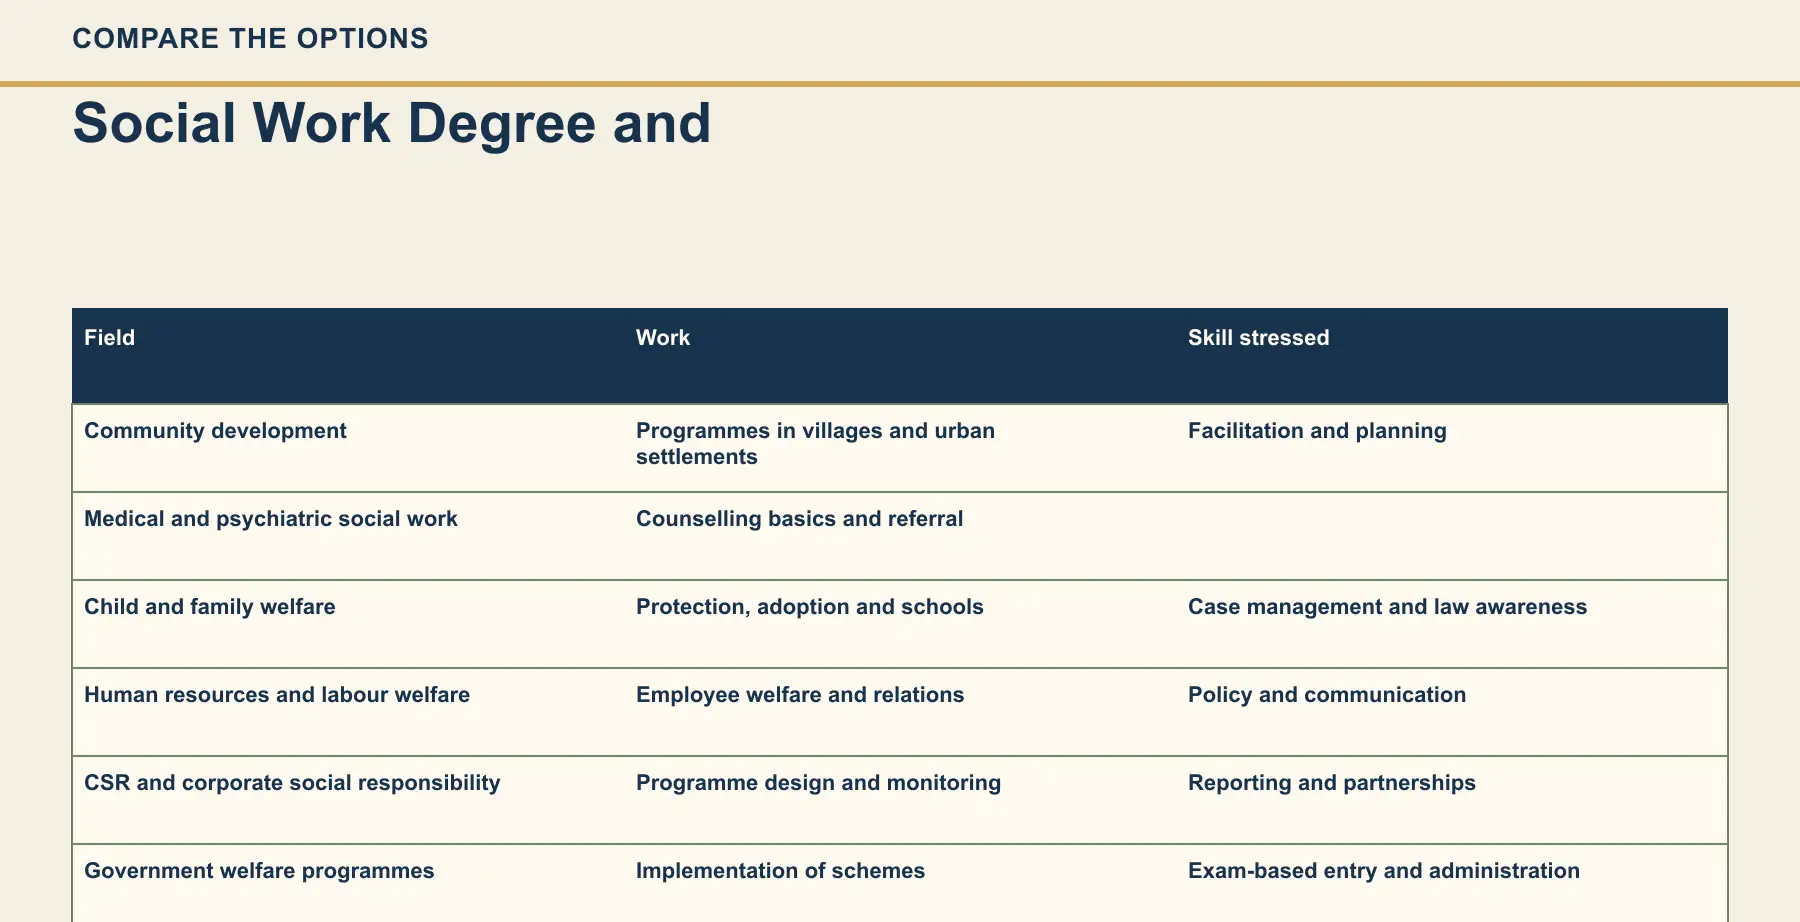 COMPARE THE OPTIONS
Social Work Degree and
Field Work Skill stressed
Community development Programmes in villages and urban settlements Facilitation and planning
Medical and psychiatric social work Counselling basics and referral
Child and family welfare Protection, adoption and schools Case management and law awareness
Human resources and labour welfare Employee welfare and relations Policy and communication
CSR and corporate social responsibility Programme design and monitoring Reporting and partnerships
Government welfare programmes Implementation of schemes Exam-based entry and administration